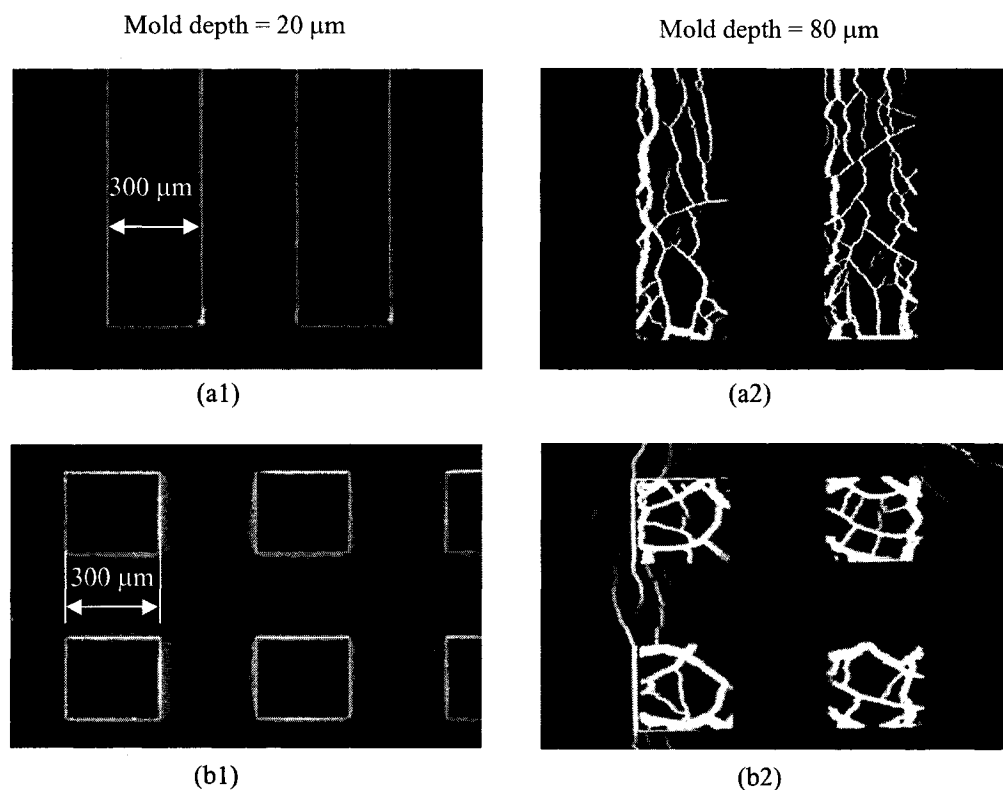 Mold depth = 20 μm
Mold depth = 80 μm
300 μm
(a1)
(a2)
300 μm
(b1)
(b2)